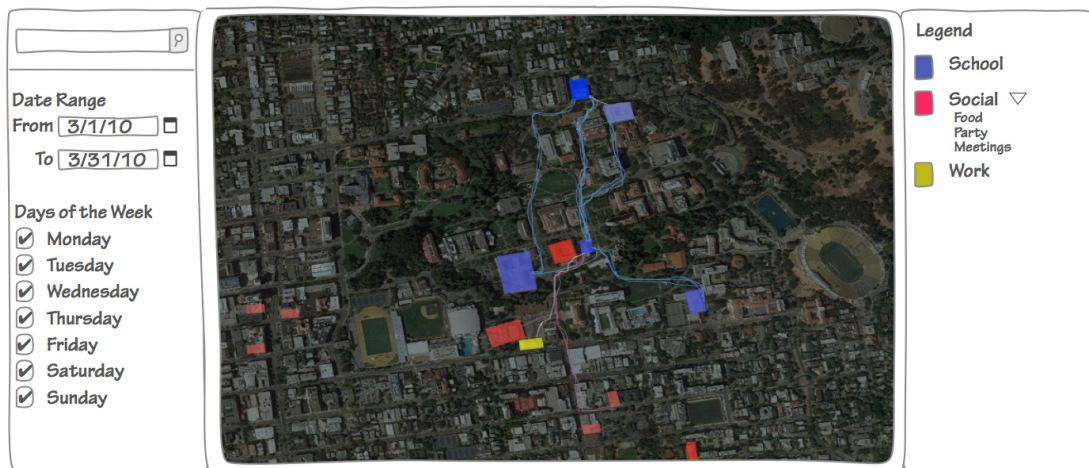 Date Range
From 3/1/10
To 3/31/10
Days of the Week
Monday
Tuesday
Wednesday
Thursday
Friday
Saturday
Sunday
Legend
School
Social
Food
Party
Meetings
Work